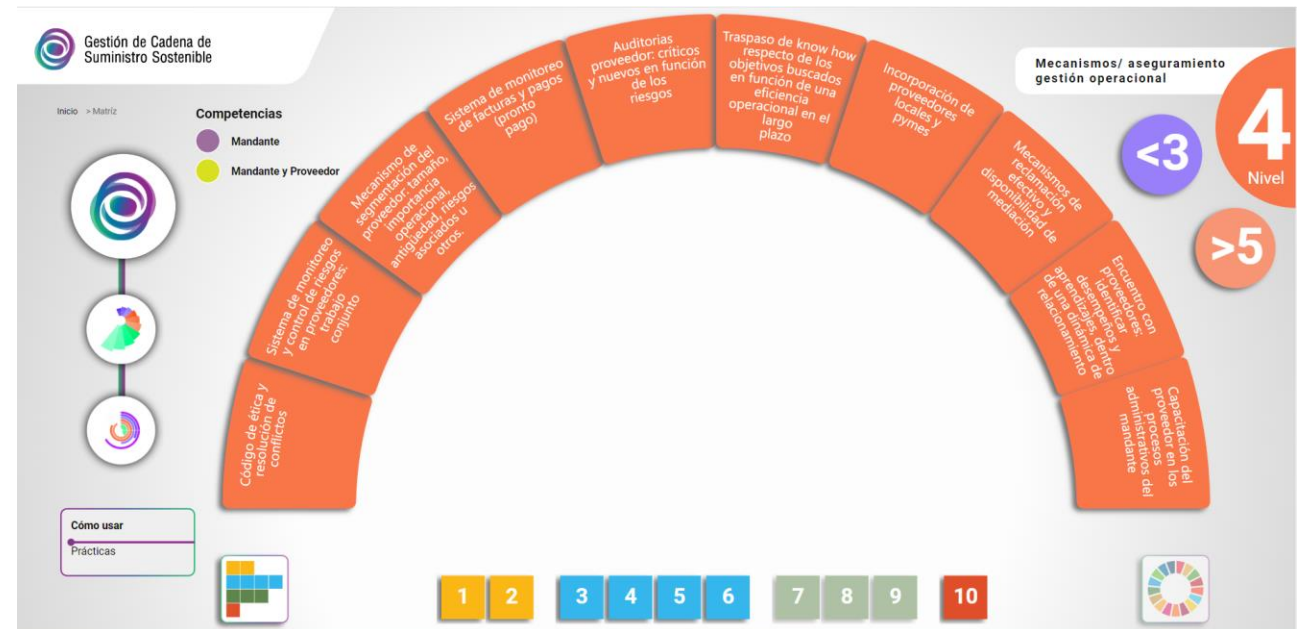 Gestión de Cadena de
Suministro Sostenible
Inicio > Matríz
Competencias
Mandante
Mandante y Proveedor
Cómo usar
Prácticas
Código de ética y
resolución de
conflictos
Sistema de monitoreo
y control de riesgos
en proveedores:
trabajo
conjunto
Mecanismo de
segmentación del
proveedor: tamaño,
importancia
operacional,
antigüedad, riesgos
asociados u
otros.
Sistema de monitoreo
de facturas y pagos
(pronto
pago)
Auditorias
proveedor: críticos
y nuevos en función
de los
riesgos
Traspaso de know how
respecto de los
objetivos buscados
en función de una
eficiencia
operacional en el
largo
plazo
Incorporación de
proveedores
locales y
pymes
Mecanismos de
reclamación
efectivo y
disponibilidad de
mediación
Encuentro con
proveedores:
identificar
desempeños y
aprendizajes, dentro
de una dinámica de
relacionamiento
Capacitación del
proveedor en los
procesos
administrativos del
mandante
Mecanismos/ aseguramiento
gestión operacional
4
Nivel
<3
>5
1 2 3 4 5 6 7 8 9 10